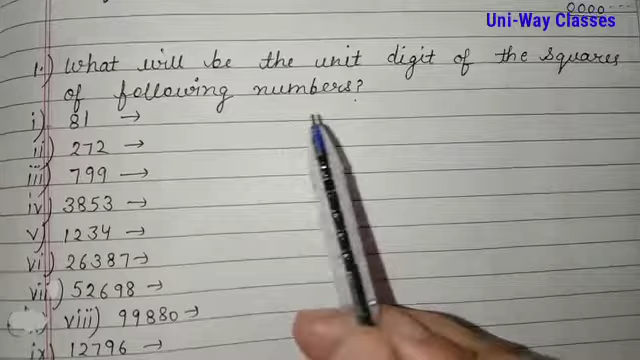 0000
Uni-Way Classes
1.) What will be the unit digit of the squares
of following numbers?
i) 81 →
ii) 272 →
iii) 799 →
iv) 3853 →
v) 1234 →
vi) 26387 →
vii) 52698 →
viii) 99880 →
ix) 12796 →